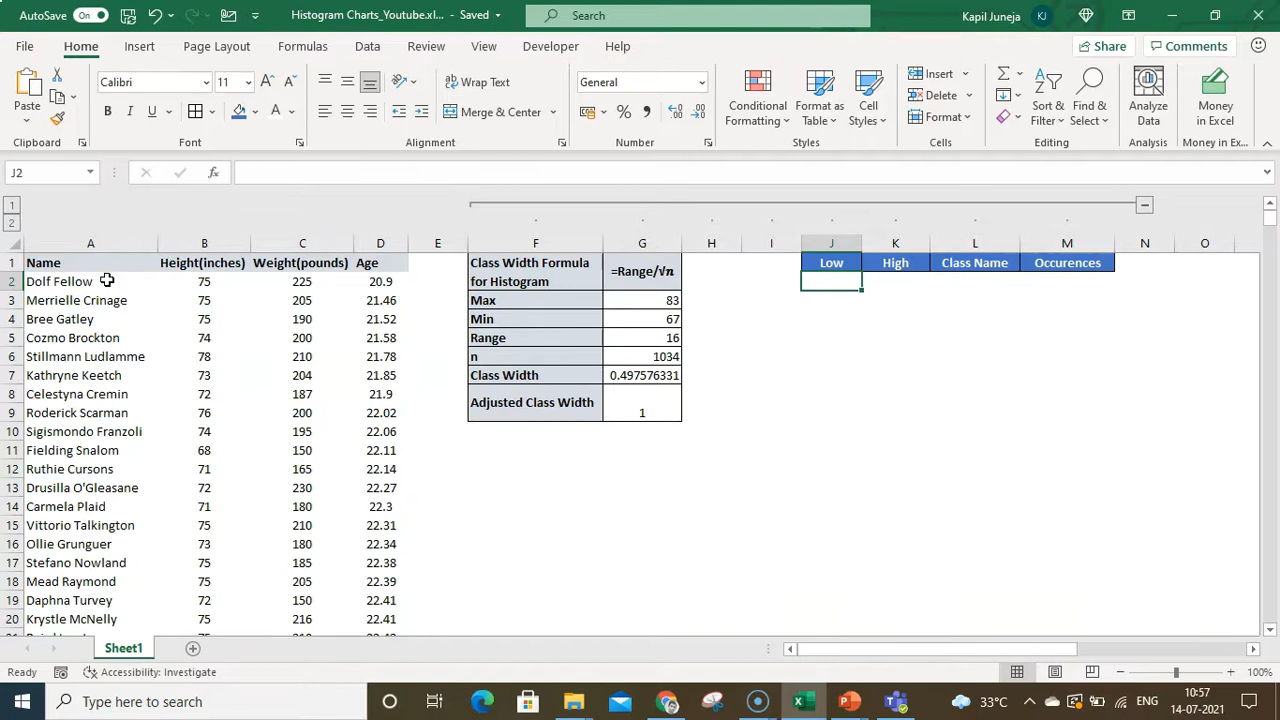 AutoSave On
Histogram Charts_Youtube.xl... - Saved
Search
Kapil Juneja KJ
File Home Insert Page Layout Formulas Data Review View Developer Help
Share Comments
Paste
Calibri 11
B I U
Wrap Text
Merge & Center
General
Conditional Formatting
Format as Table
Cell Styles
Insert
Delete
Format
Sort & Filter
Find & Select
Analyze Data
Money in Excel
Clipboard Font Alignment Number Styles Cells Editing Analysis Money in Ex...
J2 fx
1
2
A B C D E F G H I J K L M N O
1 Name Height(inches) Weight(pounds) Age Class Width Formula for Histogram =Range/√n Low High Class Name Occurences
2 Dolf Fellow 75 225 20.9
3 Merrielle Crinage 75 205 21.46 Max 83
4 Bree Gatley 75 190 21.52 Min 67
5 Cozmo Brockton 74 200 21.58 Range 16
6 Stillmann Ludlamme 78 210 21.78 n 1034
7 Kathryne Keetch 73 204 21.85 Class Width 0.497576331
8 Celestyna Cremin 72 187 21.9 Adjusted Class Width
9 Roderick Scarman 76 200 22.02 1
10 Sigismondo Franzoli 74 195 22.06
11 Fielding Snalom 68 150 22.11
12 Ruthie Cursons 71 165 22.14
13 Drusilla O'Gleasane 72 230 22.27
14 Carmela Plaid 71 180 22.3
15 Vittorio Talkington 75 210 22.31
16 Ollie Grunguer 73 180 22.34
17 Stefano Nowland 75 185 22.38
18 Mead Raymond 75 205 22.39
19 Daphna Turvey 72 150 22.41
20 Krystle McNelly 75 216 22.41
Sheet1
Ready Accessibility: Investigate 100%
Type here to search
33°C ENG
10:57
14-07-2021